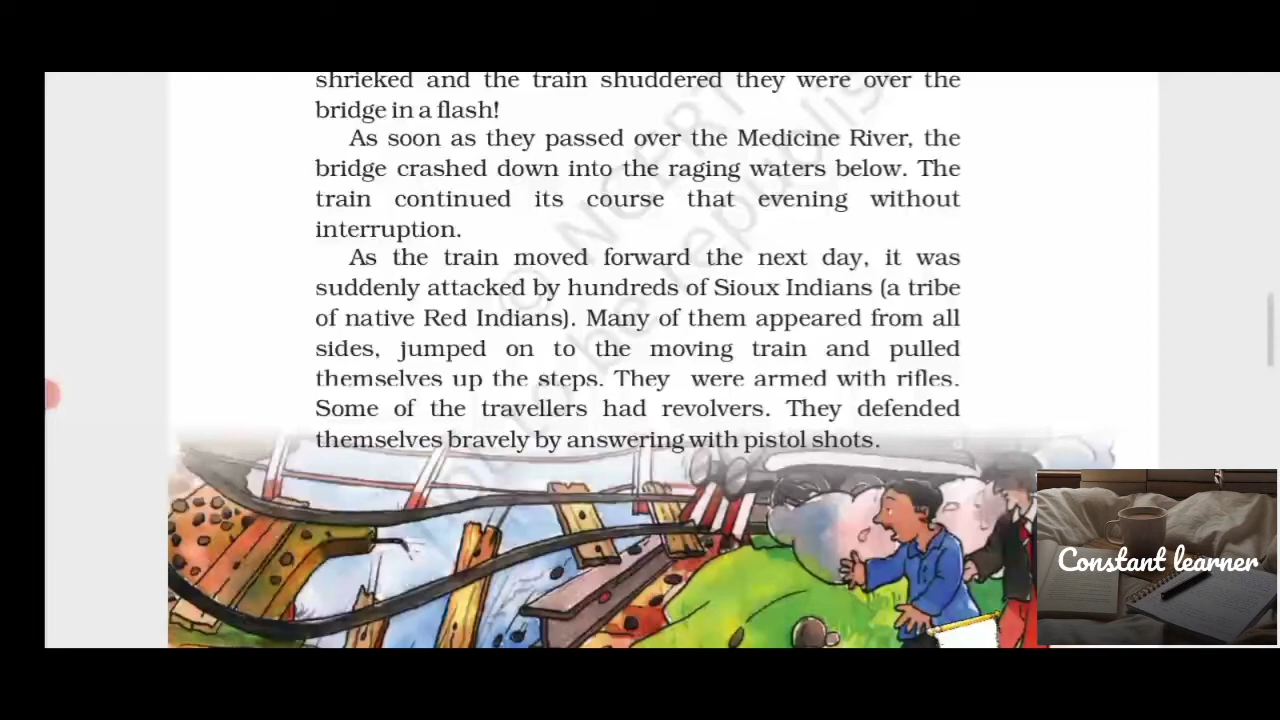 shrieked and the train shuddered they were over the
bridge in a flash!
As soon as they passed over the Medicine River, the
bridge crashed down into the raging waters below. The
train continued its course that evening without
interruption.
As the train moved forward the next day, it was
suddenly attacked by hundreds of Sioux Indians (a tribe
of native Red Indians). Many of them appeared from all
sides, jumped on to the moving train and pulled
themselves up the steps. They were armed with rifles.
Some of the travellers had revolvers. They defended
themselves bravely by answering with pistol shots.
© NCERT
to be republis
Constant learner